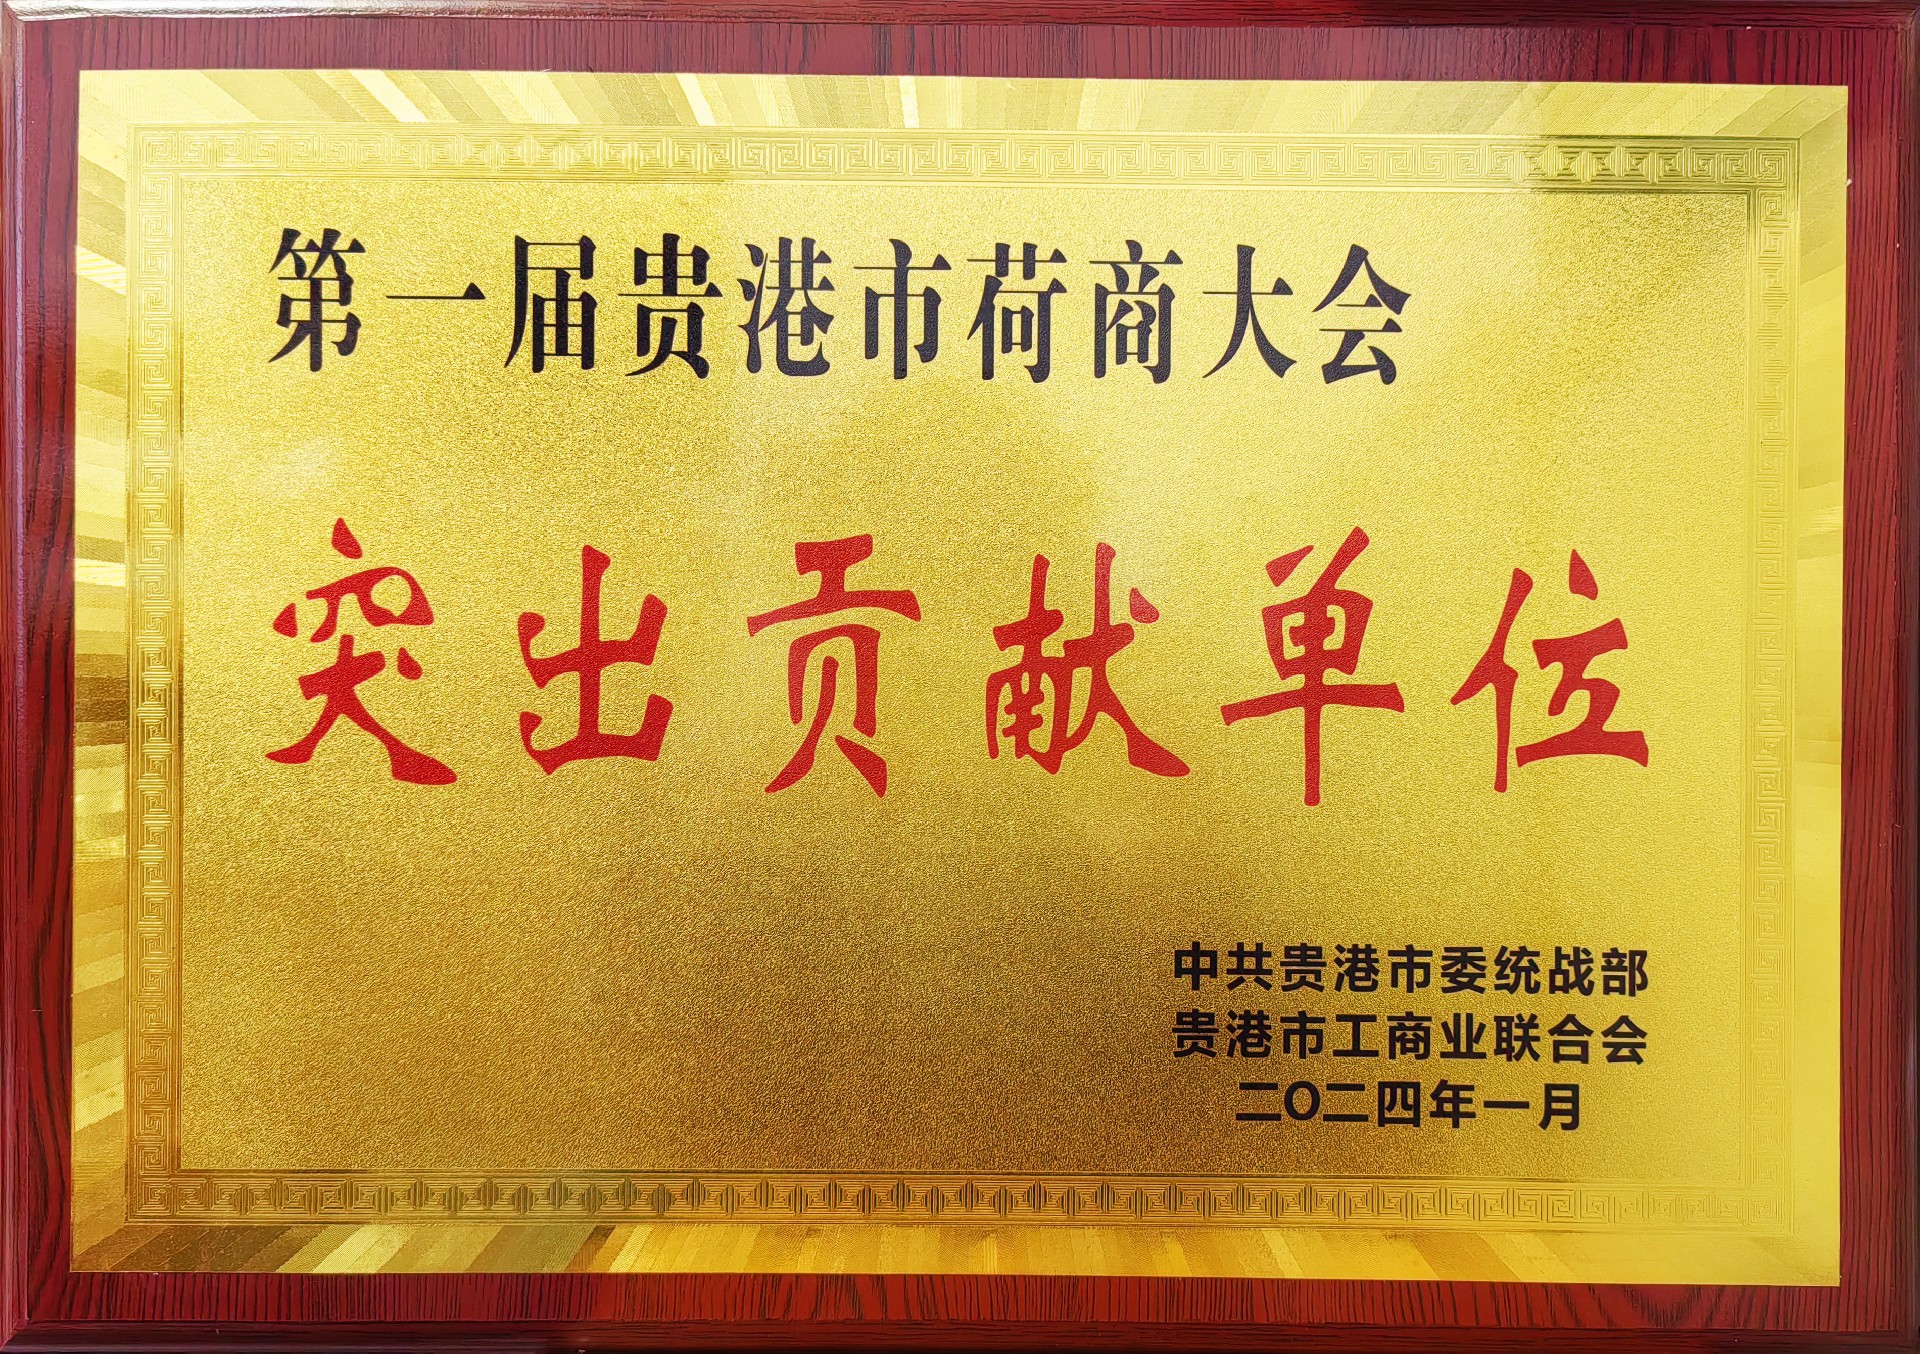 第一届贵港市荷商大会
突出贡献单位
中共贵港市委统战部
贵港市工商业联合会
二〇二四年一月